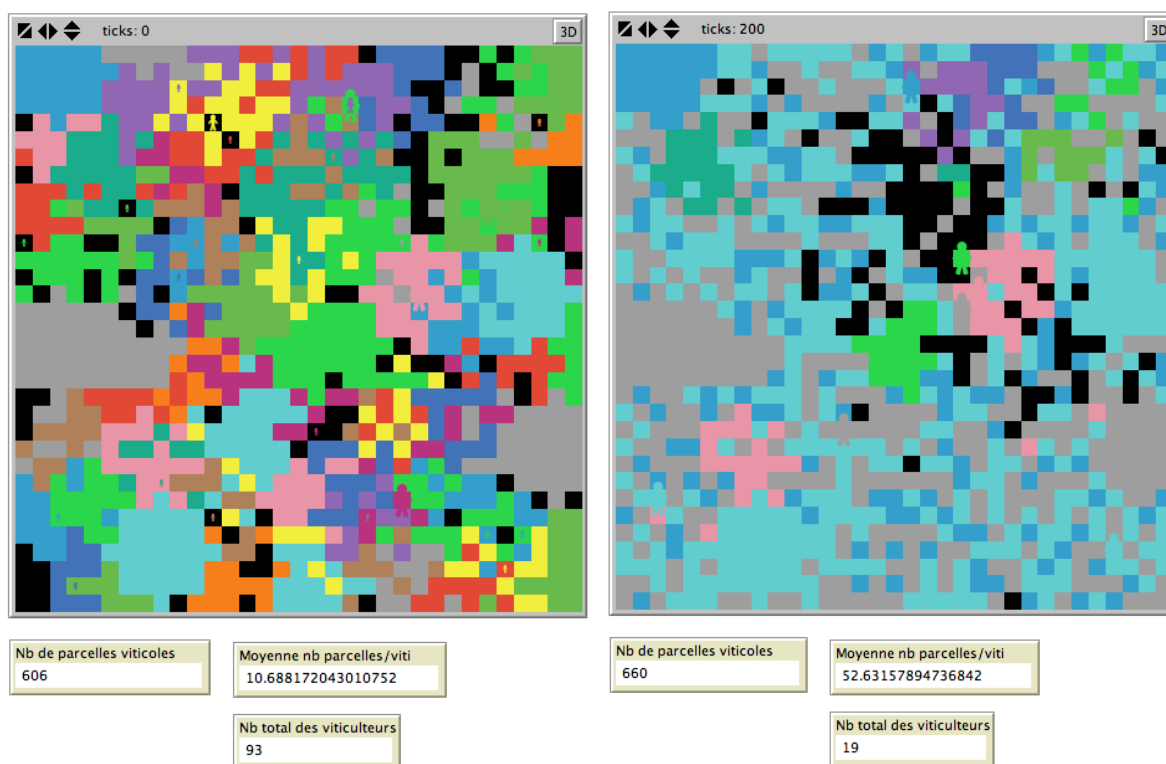 ticks: 0
3D
ticks: 200
3D
Nb de parcelles viticoles
606
Moyenne nb parcelles/viti
10.688172043010752
Nb total des viticulteurs
93
Nb de parcelles viticoles
660
Moyenne nb parcelles/viti
52.63157894736842
Nb total des viticulteurs
19